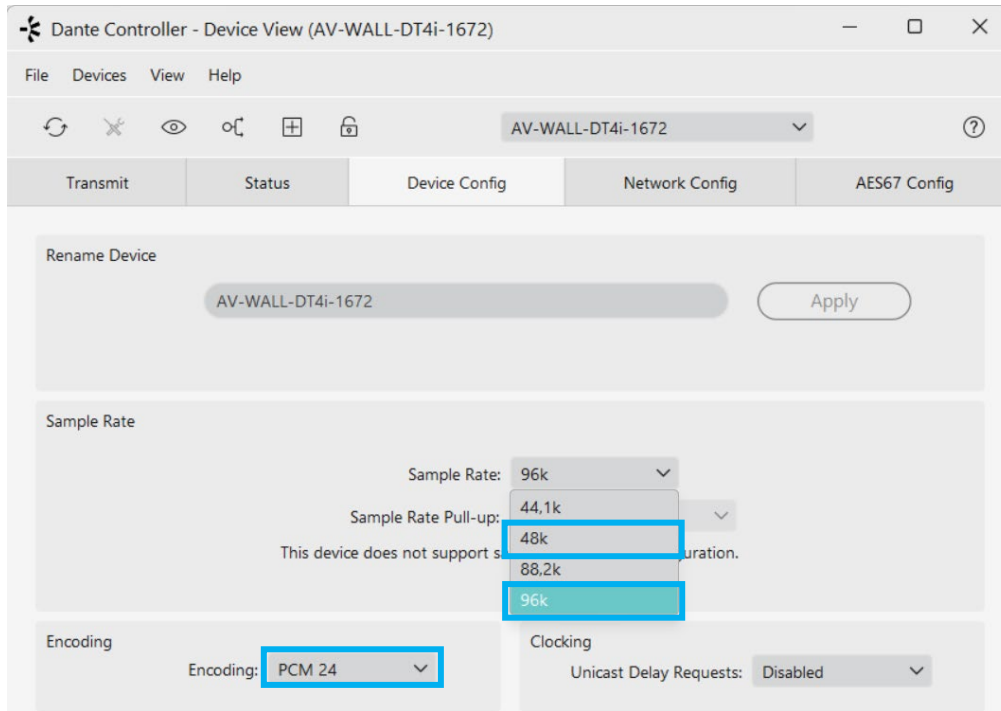 Dante Controller - Device View (AV-WALL-DT4i-1672)
File Devices View Help
AV-WALL-DT4i-1672
Transmit Status Device Config Network Config AES67 Config
Rename Device
AV-WALL-DT4i-1672 Apply
Sample Rate
Sample Rate: 96k
44,1k
Sample Rate Pull-up:
48k
This device does not support
88,2k
96k
Encoding Clocking
Encoding: PCM 24 Unicast Delay Requests: Disabled